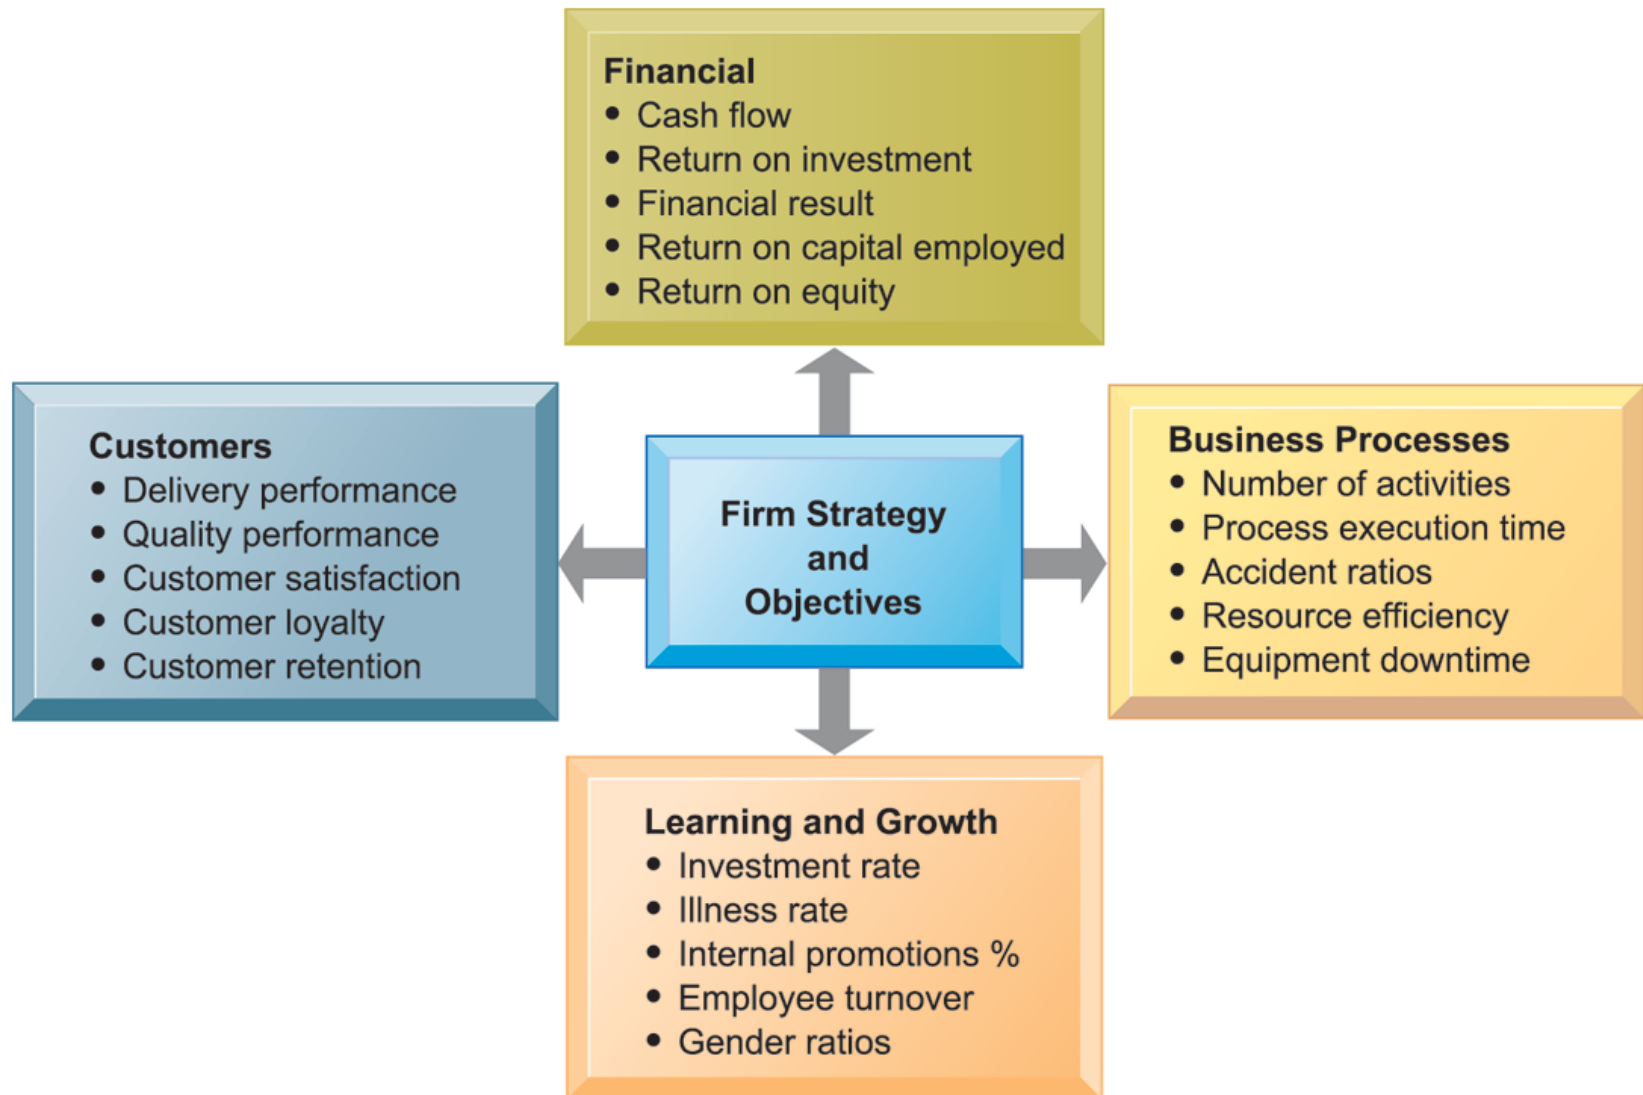 Financial
• Cash flow
• Return on investment
• Financial result
• Return on capital employed
• Return on equity
Customers
• Delivery performance
• Quality performance
• Customer satisfaction
• Customer loyalty
• Customer retention
Firm Strategy
and
Objectives
Business Processes
• Number of activities
• Process execution time
• Accident ratios
• Resource efficiency
• Equipment downtime
Learning and Growth
• Investment rate
• Illness rate
• Internal promotions %
• Employee turnover
• Gender ratios